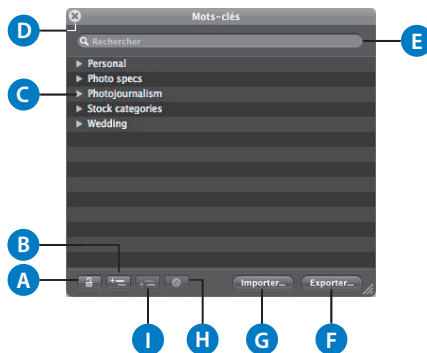 Mots-clés
D
Rechercher
E
Personal
Photo specs
C
Photojournalism
Stock categories
Wedding
B
A
Importer...
Exporter...
I
H
G
F